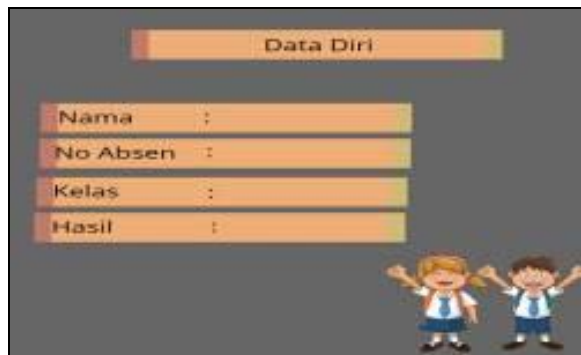 Data Diri
Nama :
No Absen :
Kelas :
Hasil :